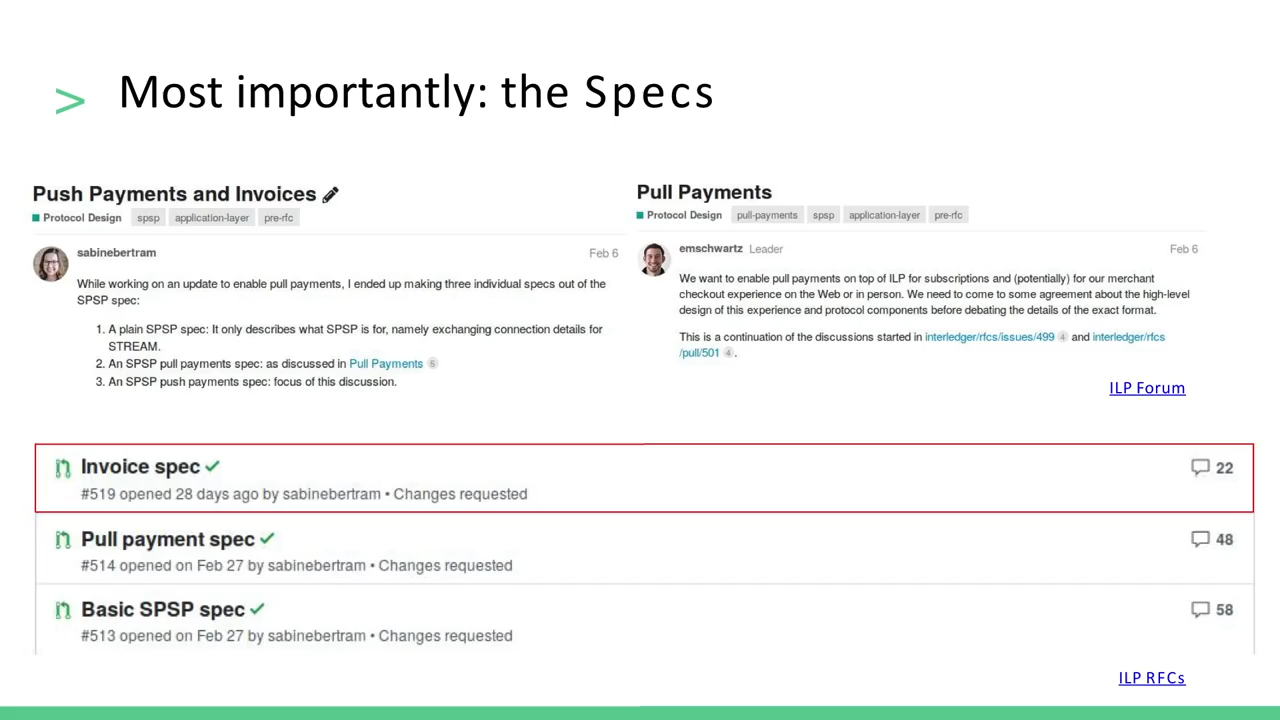 > Most importantly: the Specs
Push Payments and Invoices
Protocol Design spsp application-layer pre-rfc
sabinebertram Feb 6
While working on an update to enable pull payments, I ended up making three individual specs out of the
SPSP spec:
1. A plain SPSP spec: It only describes what SPSP is for, namely exchanging connection details for
STREAM.
2. An SPSP pull payments spec: as discussed in Pull Payments 5
3. An SPSP push payments spec: focus of this discussion.
Pull Payments
Protocol Design pull-payments spsp application-layer pre-rfc
emschwartz Leader Feb 6
We want to enable pull payments on top of ILP for subscriptions and (potentially) for our merchant
checkout experience on the Web or in person. We need to come to some agreement about the high-level
design of this experience and protocol components before debating the details of the exact format.
This is a continuation of the discussions started in interledger/rfcs/issues/499 4 and interledger/rfcs
/pull/501 4 .
ILP Forum
Invoice spec 22
#519 opened 28 days ago by sabinebertram • Changes requested
Pull payment spec 48
#514 opened on Feb 27 by sabinebertram • Changes requested
Basic SPSP spec 58
#513 opened on Feb 27 by sabinebertram • Changes requested
ILP RFCs